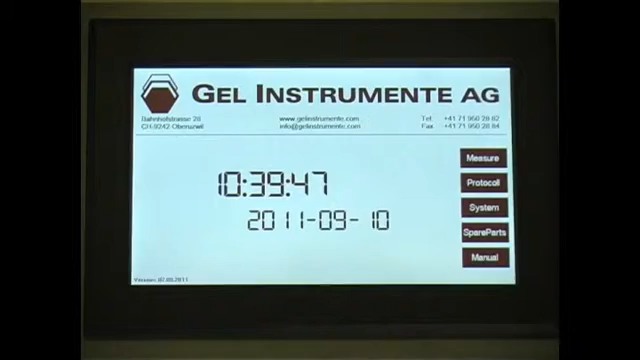 GEL INSTRUMENTE AG
Bahnhofstrasse 28 www.gelinstrumente.com Tel. +41 71 950 28 82
CH-9242 Oberuzwil info@gelinstrumente.com Fax +41 71 950 28 84
Measure
10:39:47
Protocoll
System
2011-09-10
SpareParts
Manual